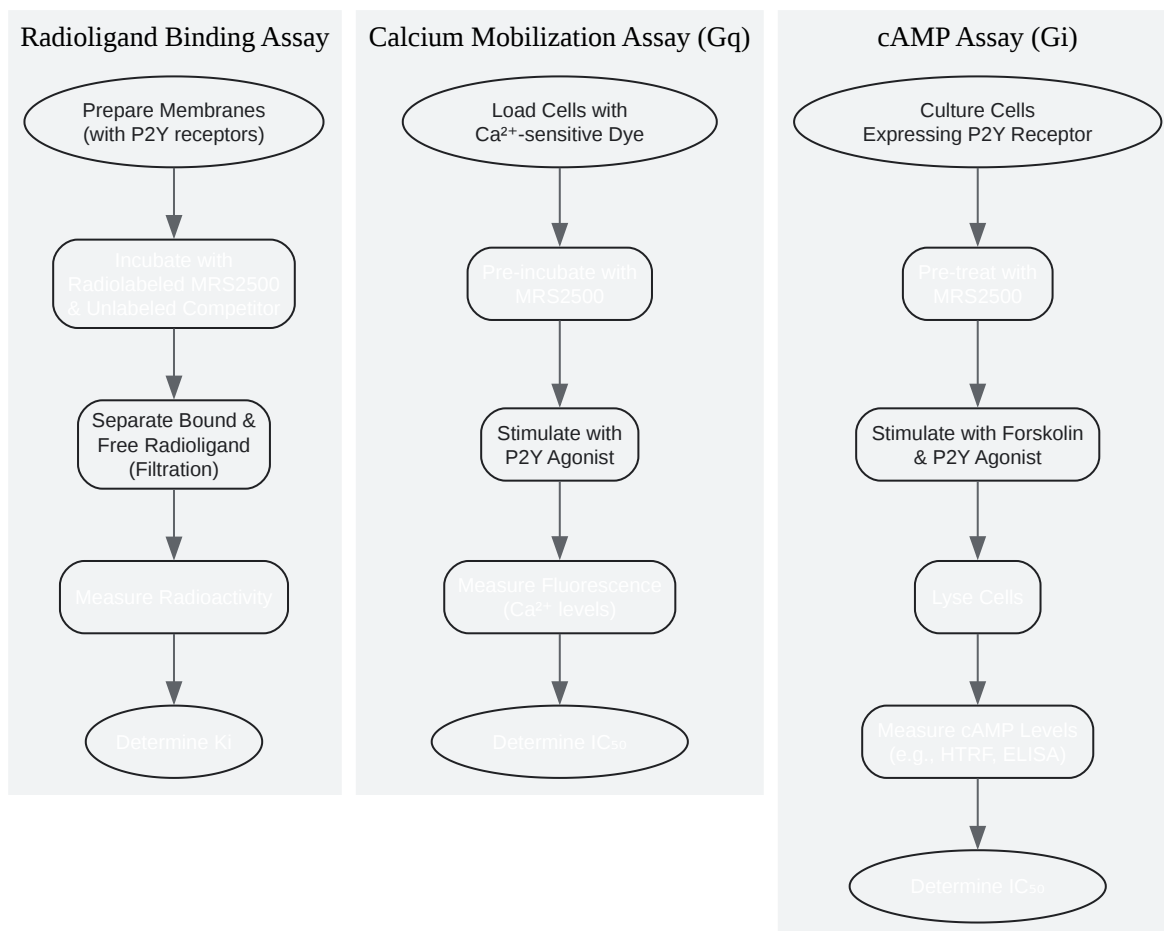 Radioligand Binding Assay
Prepare Membranes
(with P2Y receptors)
Incubate with
Radiolabeled MRS2500
& Unlabeled Competitor
Separate Bound &
Free Radioligand
(Filtration)
Measure Radioactivity
Determine Ki
Calcium Mobilization Assay (Gq)
Load Cells with
Ca²⁺-sensitive Dye
Pre-incubate with
MRS2500
Stimulate with
P2Y Agonist
Measure Fluorescence
(Ca²⁺ levels)
Determine IC₅₀
cAMP Assay (Gi)
Culture Cells
Expressing P2Y Receptor
Pre-treat with
MRS2500
Stimulate with Forskolin
& P2Y Agonist
Lyse Cells
Measure cAMP Levels
(e.g., HTRF, ELISA)
Determine IC₅₀